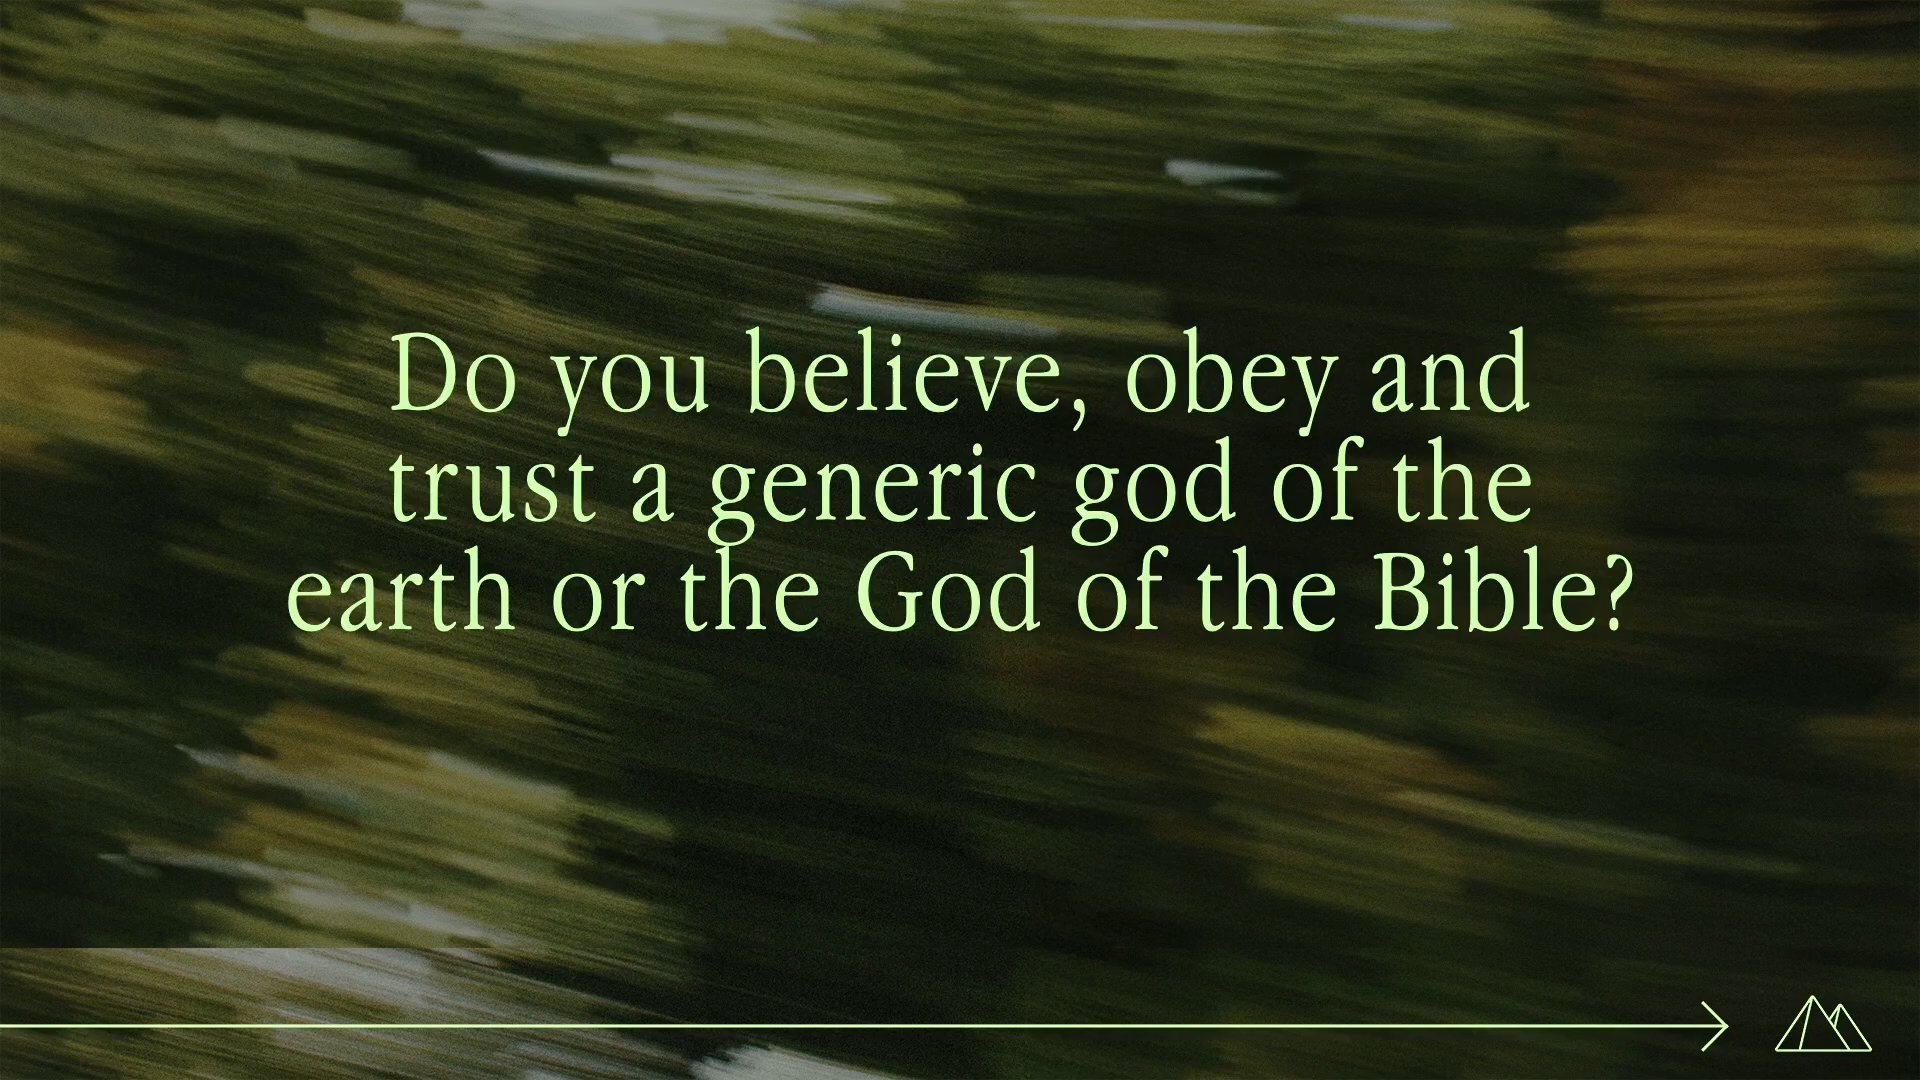 Do you believe, obey and
trust a generic god of the
earth or the God of the Bible?